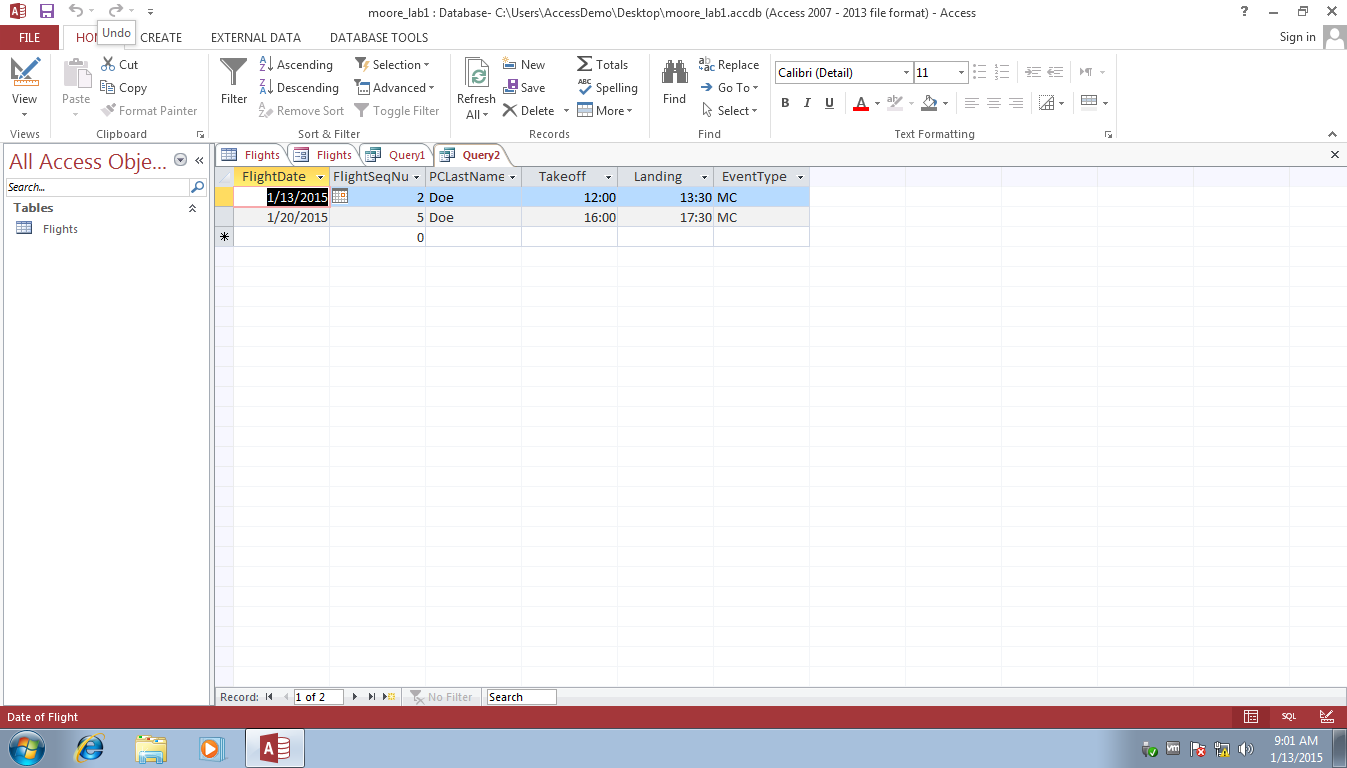 moore_lab1 : Database- C:\Users\AccessDemo\Desktop\moore_lab1.accdb (Access 2007 - 2013 file format) - Access
?
FILE HOM Undo CREATE EXTERNAL DATA DATABASE TOOLS Sign in
View
Views
Paste Cut
Copy
Format Painter
Clipboard
Filter Ascending Selection
Descending Advanced
Remove Sort Toggle Filter
Sort & Filter
Refresh All New Totals
Save Spelling
Delete More
Records
Find Replace
Go To
Select
Find
Calibri (Detail) 11
B I U A ab A
Text Formatting
All Access Obje... «
Search...
Tables
Flights
Flights Flights Query1 Query2
FlightDate FlightSeqNu PCLastName Takeoff Landing EventType
1/13/2015 2 Doe 12:00 13:30 MC
1/20/2015 5 Doe 16:00 17:30 MC
0
Record: 1 of 2 No Filter Search
Date of Flight SQL
9:01 AM
1/13/2015